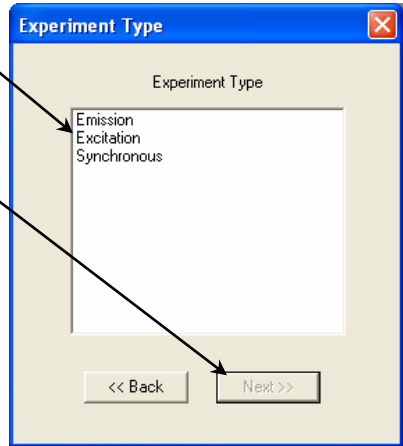 Experiment Type
Experiment Type
Emission
Excitation
Synchronous
<< Back
Next >>